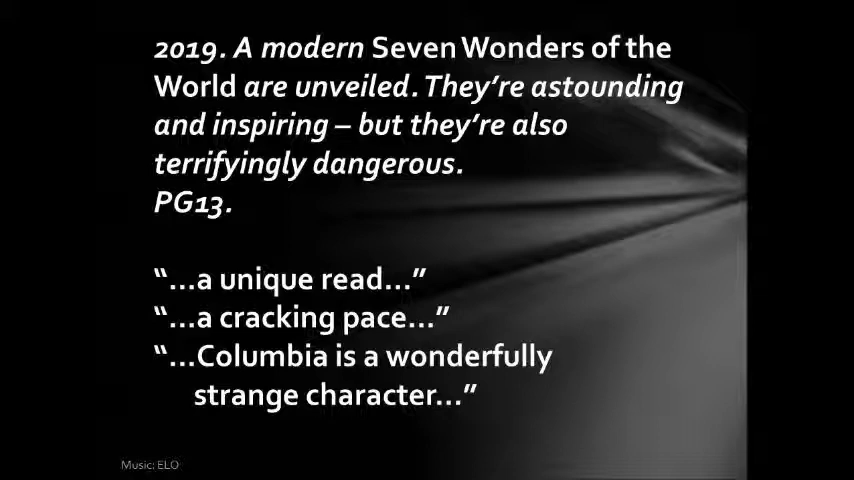 2019. A modern Seven Wonders of the
World are unveiled. They’re astounding
and inspiring – but they’re also
terrifyingly dangerous.
PG13.
“…a unique read…”
“…a cracking pace…”
“…Columbia is a wonderfully
strange character…”
Music: ELO